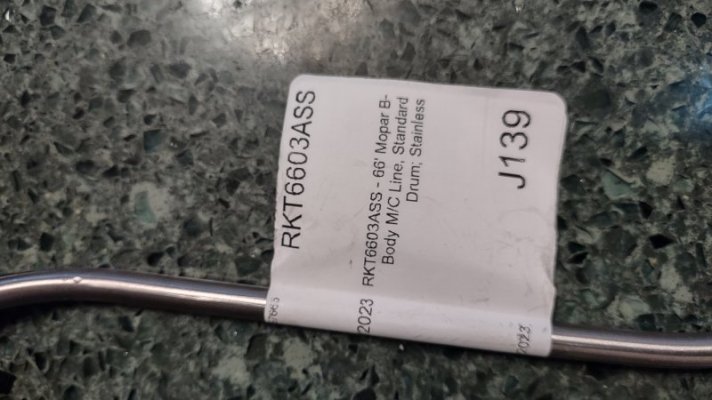 RKT6603ASS
RKT6603ASS - 66' Mopar B-
Body M/C Line, Standard
Drum; Stainless
J139
2023
2023